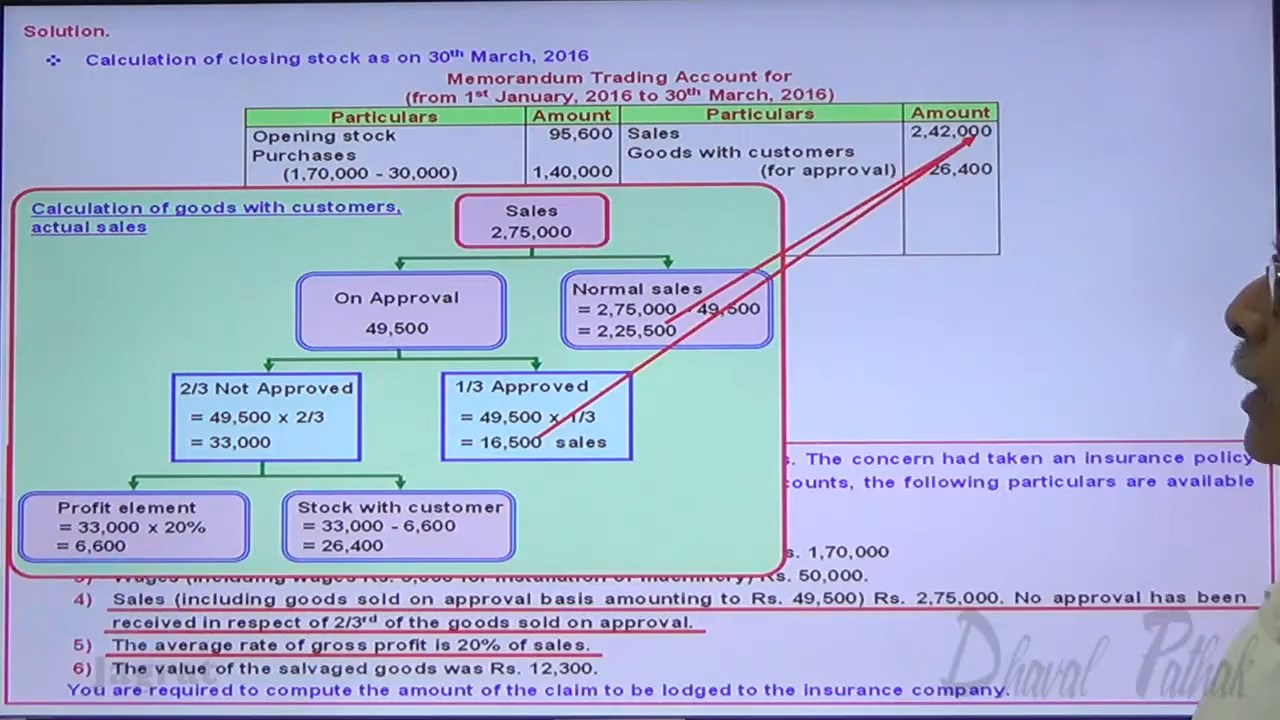 Solution.
❖ Calculation of closing stock as on 30th March, 2016
Memorandum Trading Account for
(from 1st January, 2016 to 30th March, 2016)
Particulars Amount Particulars Amount
Opening stock 95,600 Sales 2,42,000
Purchases Goods with customers
(1,70,000 - 30,000) 1,40,000 (for approval) 26,400
Calculation of goods with customers,
actual sales
Sales
2,75,000
On Approval
49,500
Normal sales
= 2,75,000 - 49,500
= 2,25,500
2/3 Not Approved
= 49,500 x 2/3
= 33,000
1/3 Approved
= 49,500 x 1/3
= 16,500 sales
Profit element
= 33,000 x 20%
= 6,600
Stock with customer
= 33,000 - 6,600
= 26,400
s. The concern had taken an insurance policy
counts, the following particulars are available
s. 1,70,000
Rs. 50,000.
4) Sales (including goods sold on approval basis amounting to Rs. 49,500) Rs. 2,75,000. No approval has been
received in respect of 2/3rd of the goods sold on approval.
5) The average rate of gross profit is 20% of sales.
6) The value of the salvaged goods was Rs. 12,300.
You are required to compute the amount of the claim to be lodged to the insurance company.
Dhaval Pathak